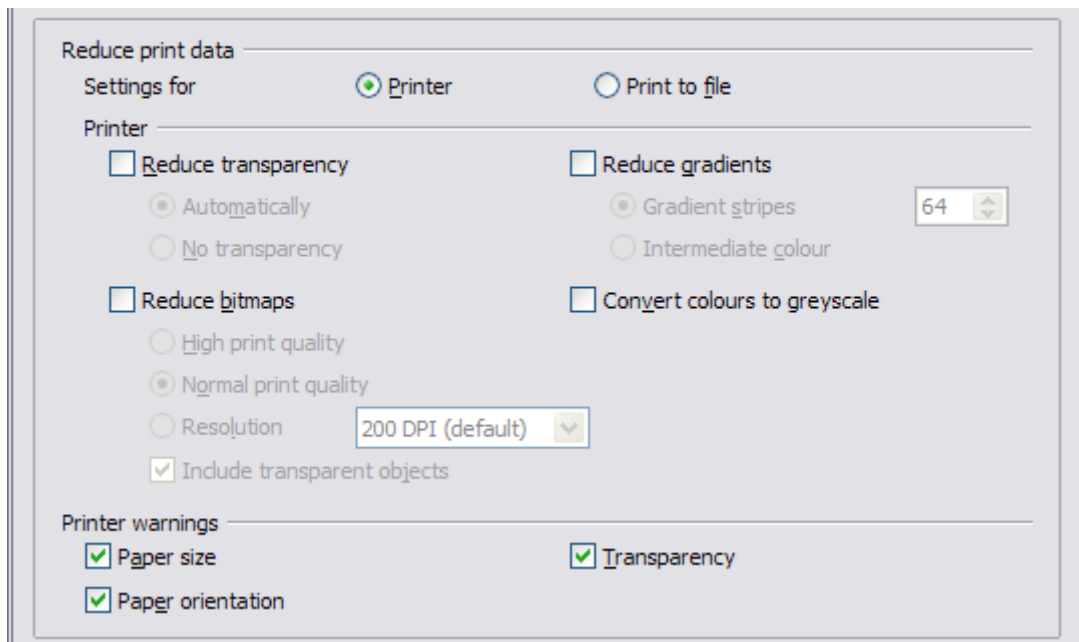 Reduce print data
Settings for Printer Print to file
Printer
Reduce transparency Reduce gradients
Automatically Gradient stripes 64
No transparency Intermediate colour
Reduce bitmaps Convert colours to greyscale
High print quality
Normal print quality
Resolution 200 DPI (default)
Include transparent objects
Printer warnings
Paper size Transparency
Paper orientation